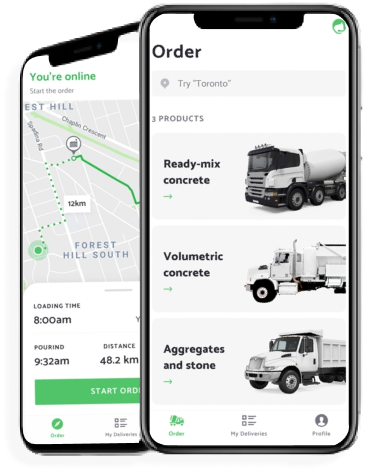 You're online
Start the order
EST HILL
Spadina Rd
Chaplin Crescent
12km
FOREST
HILL SOUTH
LOADING TIME
8:00am
POURIND
9:32am
DISTANCE
48.2 km
START ORD
Order
My Deliveries
Order
Try "Toronto"
3 PRODUCTS
Ready-mix
concrete
→
Volumetric
concrete
→
Aggregates
and stone
→
Order
My Deliveries
Profile